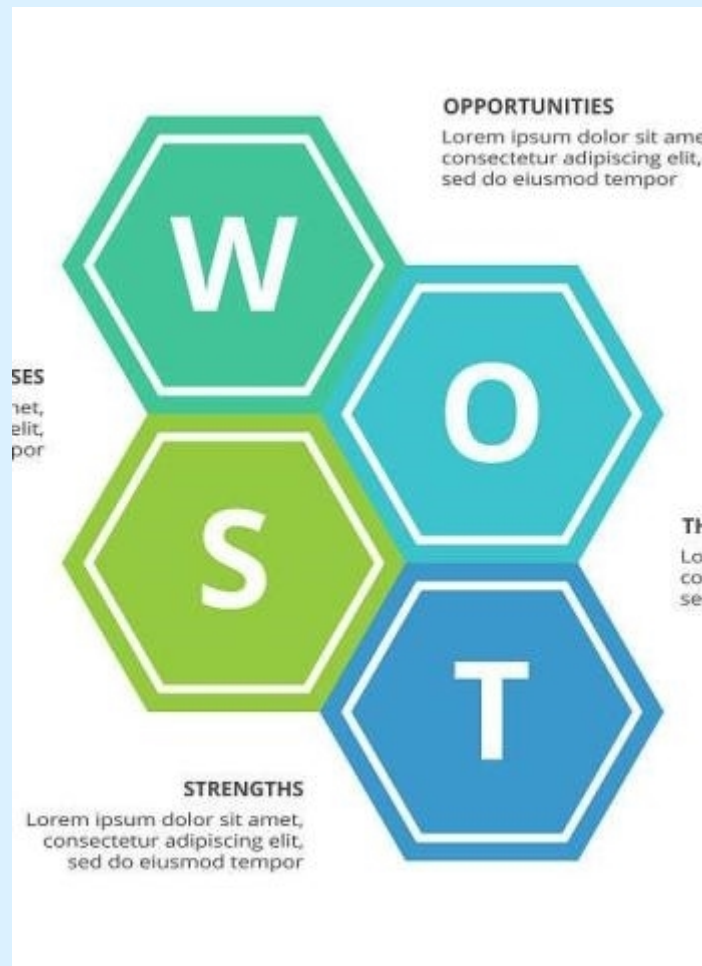 OPPORTUNITIES
Lorem ipsum dolor sit ame
consectetur adipiscing elit,
sed do eiusmod tempor
W
SES
net,
elit,
por
O
S
TH
Lo
co
se
T
STRENGTHS
Lorem ipsum dolor sit amet,
consectetur adipiscing elit,
sed do eiusmod tempor